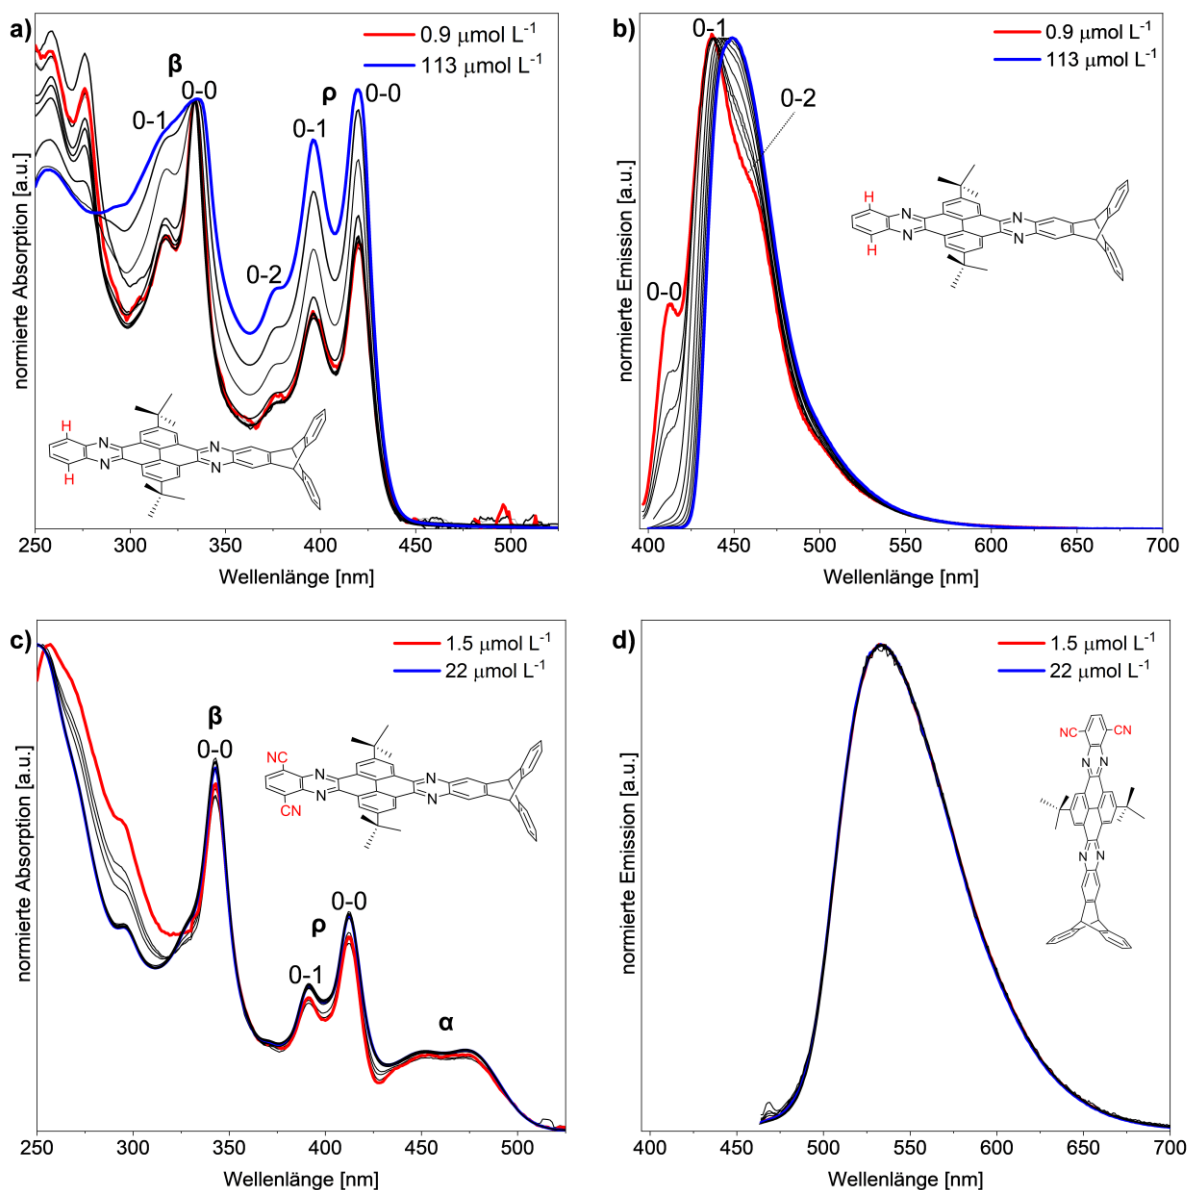 a)
0.9 μmol L⁻¹
113 μmol L⁻¹
β
0-0
0-1
ρ
0-0
0-1
0-2
H
N
N
N
N
H
normierte Absorption [a.u.]
250 300 350 400 450 500
Wellenlänge [nm]
b)
0-1
0.9 μmol L⁻¹
113 μmol L⁻¹
0-2
0-0
H
N
N
N
N
H
normierte Emission [a.u.]
400 450 500 550 600 650 700
Wellenlänge [nm]
c)
1.5 μmol L⁻¹
22 μmol L⁻¹
β
0-0
NC
N
N
N
N
CN
0-0
ρ
0-1
α
normierte Absorption [a.u.]
250 300 350 400 450 500
Wellenlänge [nm]
d)
1.5 μmol L⁻¹
22 μmol L⁻¹
NC
CN
N
N
N
N
normierte Emission [a.u.]
400 450 500 550 600 650 700
Wellenlänge [nm]